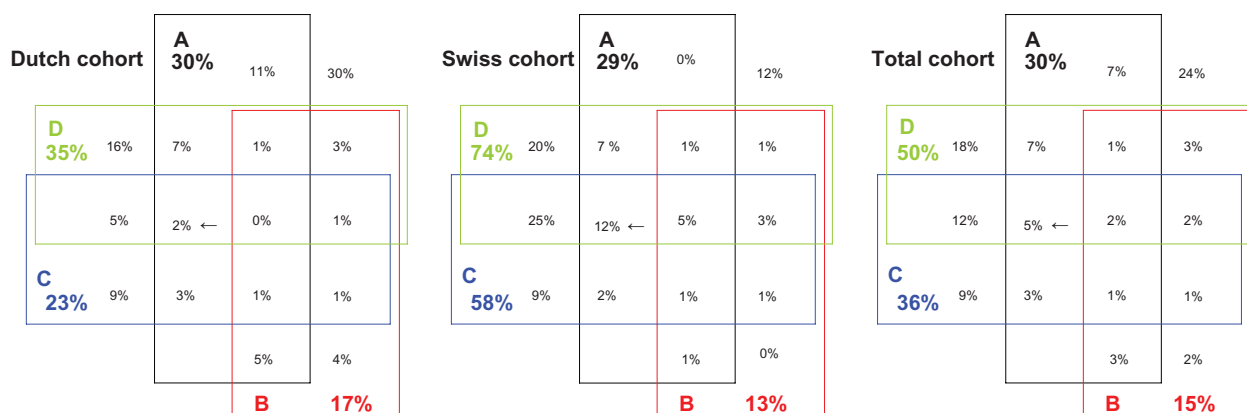 A A A
Dutch cohort 30% Swiss cohort 29% Total cohort 30%
11% 30% 0% 12% 7% 24%
D D D
35% 16% 7% 1% 3% 74% 20% 7 % 1% 1% 50% 18% 7% 1% 3%
5% 2% ← 0% 1% 25% 12% ← 5% 3% 12% 5% ← 2% 2%
C C C
23% 9% 3% 1% 1% 58% 9% 2% 1% 1% 36% 9% 3% 1% 1%
5% 4% 1% 0% 3% 2%
B 17% B 13% B 15%